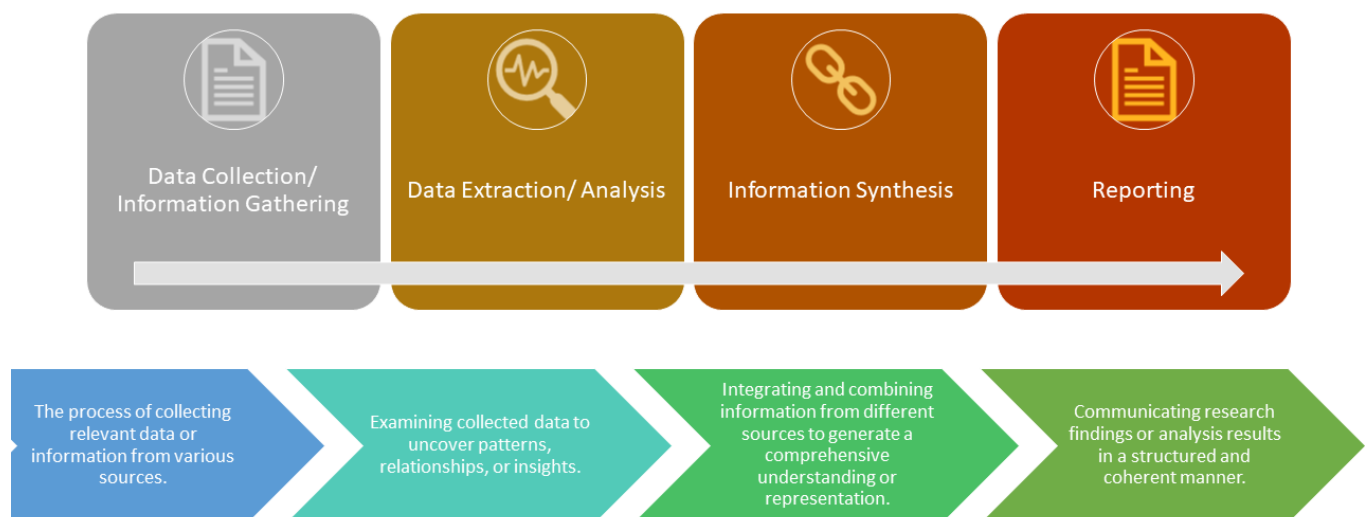 Data Collection/
Information Gathering
Data Extraction/ Analysis
Information Synthesis
Reporting
The process of collecting
relevant data or
information from various
sources.
Examining collected data to
uncover patterns,
relationships, or insights.
Integrating and combining
information from different
sources to generate a
comprehensive
understanding or
representation.
Communicating research
findings or analysis results
in a structured and
coherent manner.